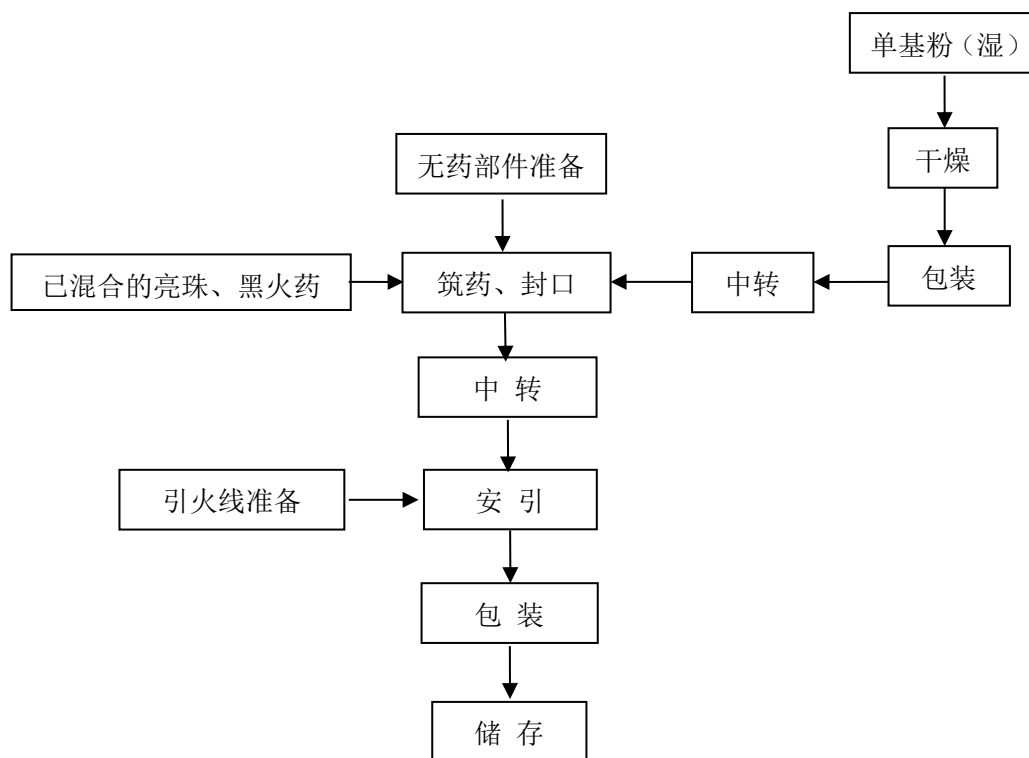 单基粉（湿）
无药部件准备
干燥
已混合的亮珠、黑火药
筑药、封口
中转
包装
中 转
引火线准备
安 引
包 装
储 存